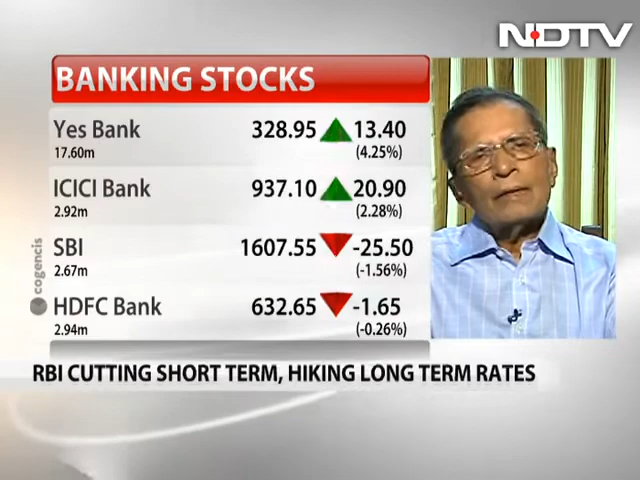 NDTV
BANKING STOCKS
Yes Bank 328.95 13.40
17.60m (4.25%)
ICICI Bank 937.10 20.90
2.92m (2.28%)
SBI 1607.55 -25.50
2.67m (-1.56%)
HDFC Bank 632.65 -1.65
2.94m (-0.26%)
cogencis
RBI CUTTING SHORT TERM, HIKING LONG TERM RATES